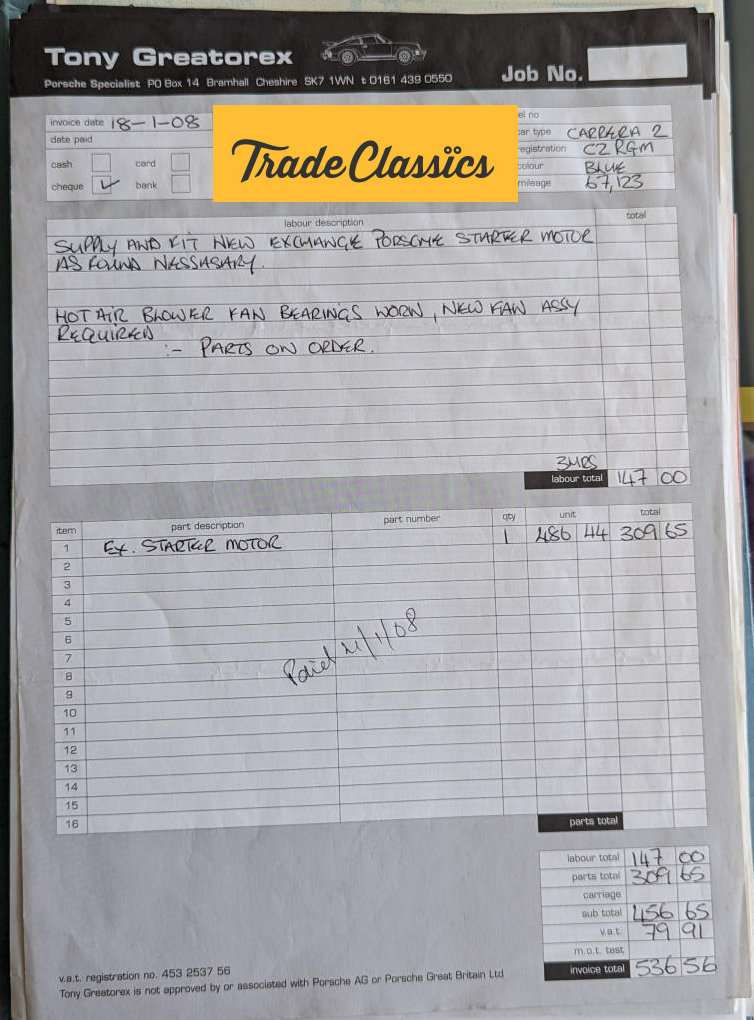 Tony Greatorex
Porsche Specialist PO Box 14 Bramhall Cheshire SK7 1WN t 0161 439 0550
Job No.
invoice date 18-1-08
date paid
cash card
cheque ✓ bank
Trade Classics
el no
car type CARRERA 2
registration C2 RGM
colour BLUE
mileage 67,123
labour description total
SUPPLY AND FIT NEW EXCHANGE PORSCHE STARTER MOTOR
AS FOUND NESSASARY.
HOT AIR BLOWER FAN BEARINGS WORN, NEW FAN ASSY
REQUIRED
:- PARTS ON ORDER.
3HRS
labour total 147 00
item part description part number qty unit total
1 EX. STARTER MOTOR 1 486 44 309 65
2
3
4
5
6
7
8
9
10
11
12
13
14
15
16
Paid /1/08
parts total
labour total 147 00
parts total 309 65
carriage
sub total 456 65
v.a.t. 79 91
m.o.t. test
invoice total 536 56
v.a.t. registration no. 453 2537 56
Tony Greatorex is not approved by or associated with Porsche AG or Porsche Great Britain Ltd